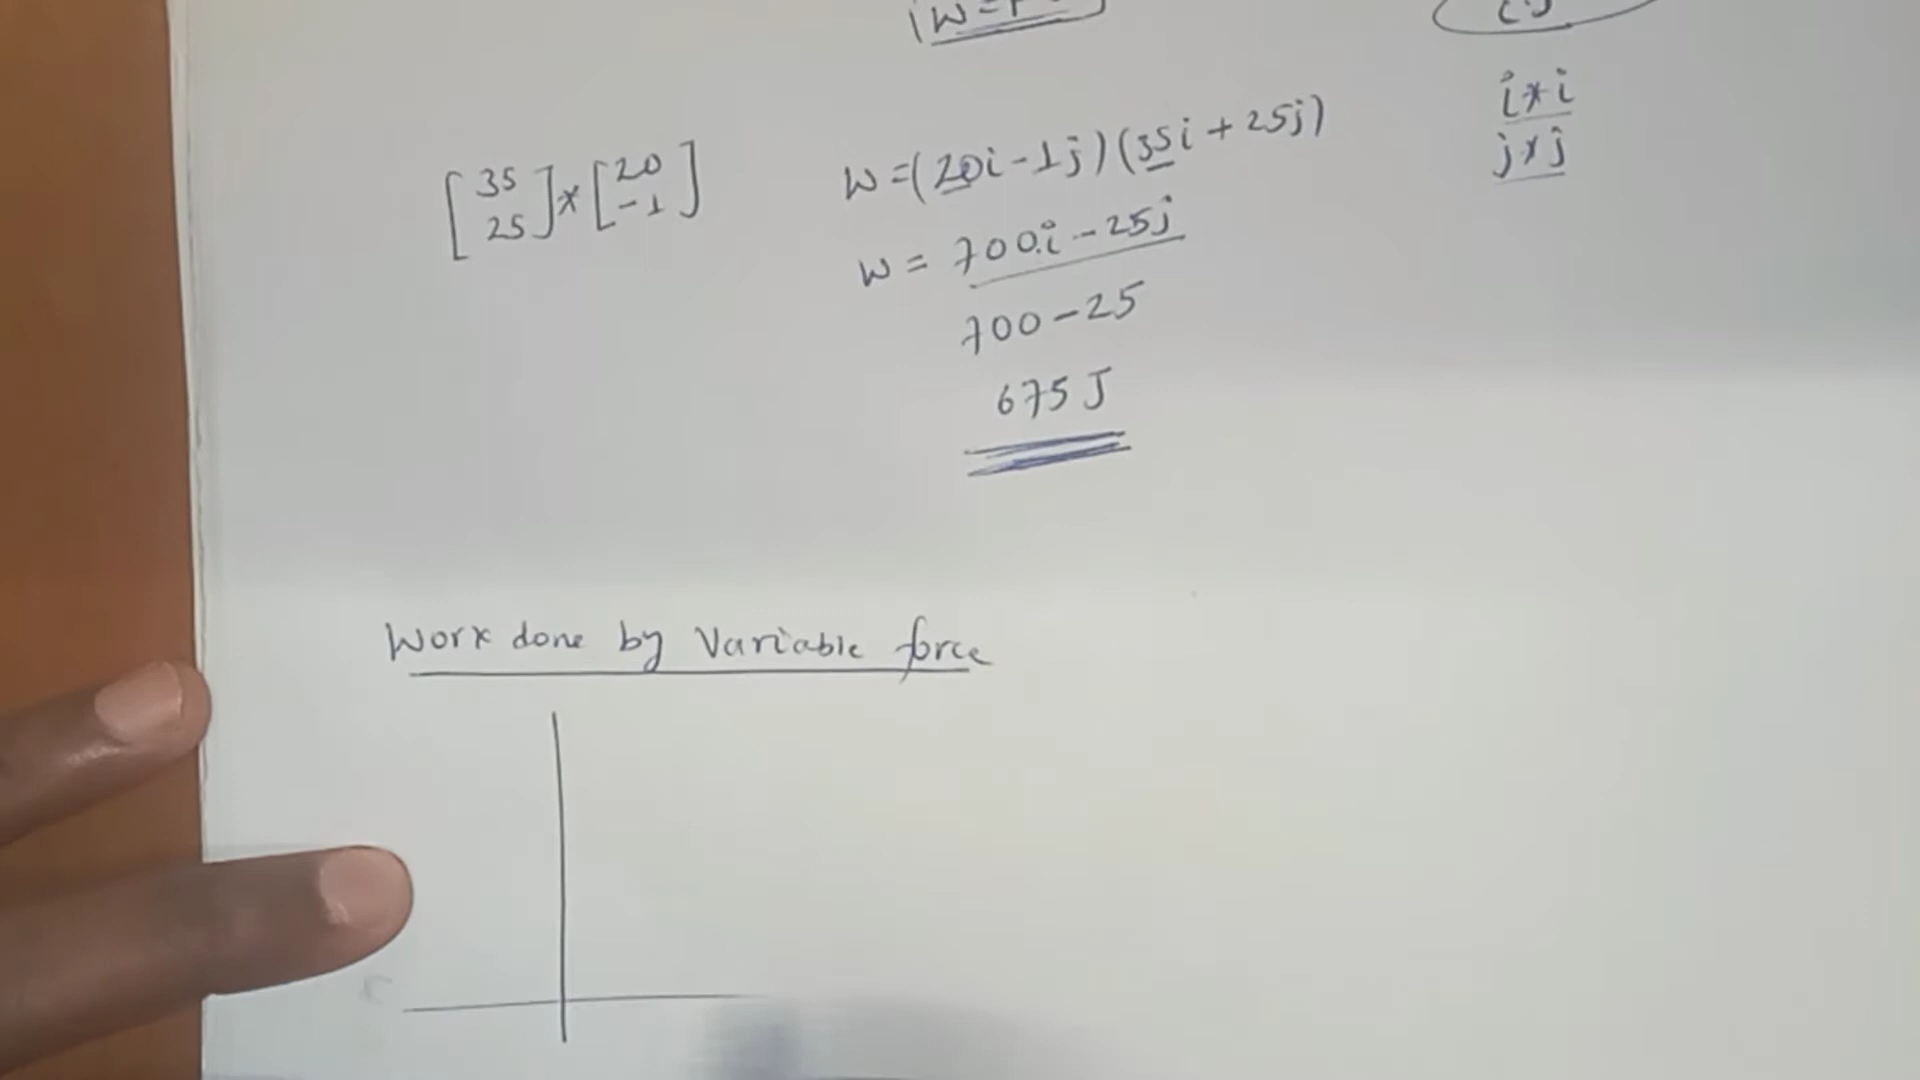 W=
i*i
j*j
[35 25]*[20 -1]
W=(20i-1j)(35i+25j)
W = 700i-25j
700-25
675 J
Work done by Variable force